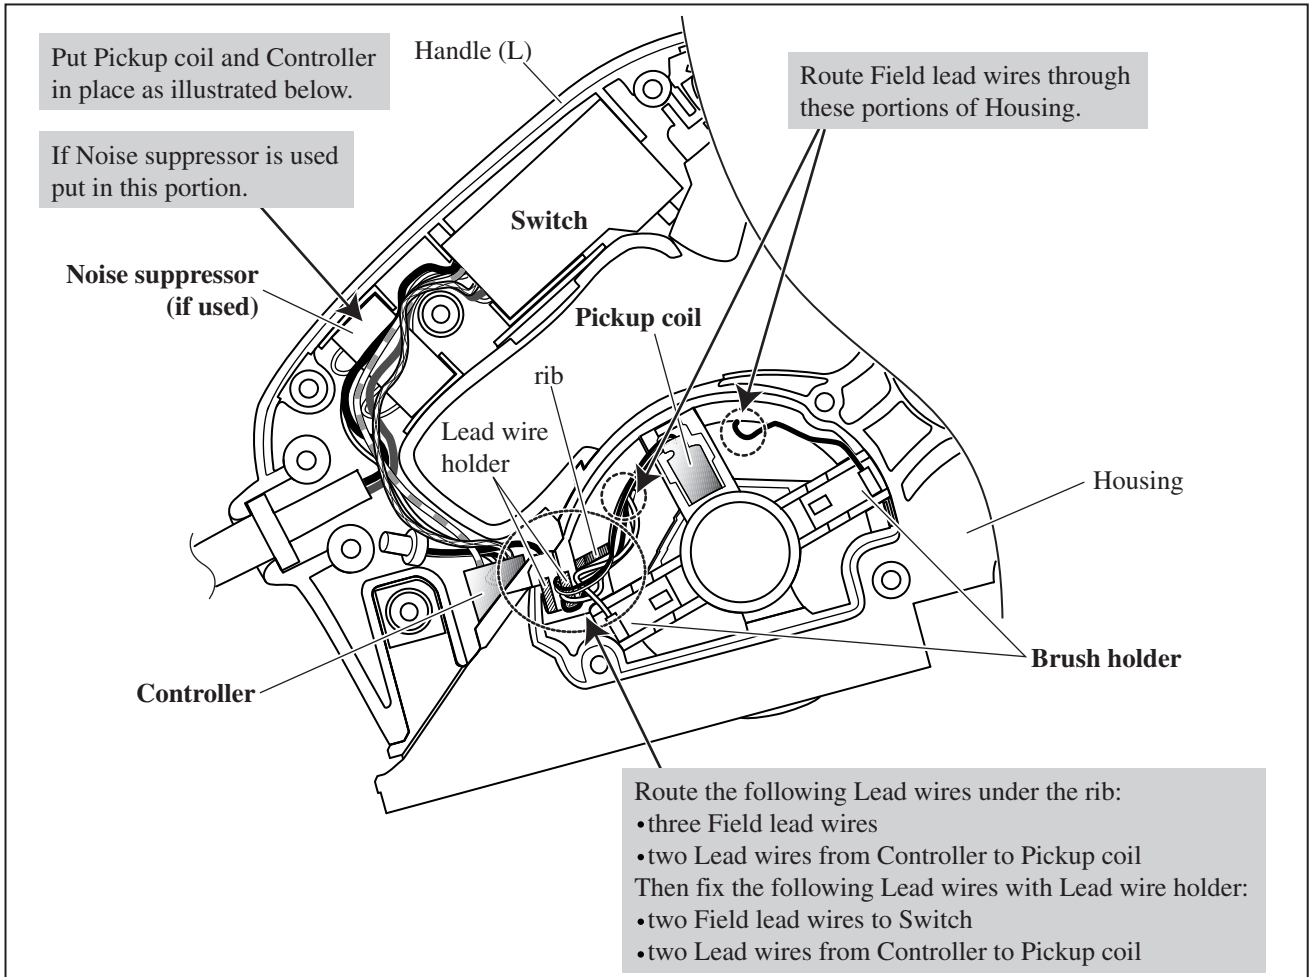 Put Pickup coil and Controller
in place as illustrated below.
Handle (L)
Route Field lead wires through
these portions of Housing.
If Noise suppressor is used
put in this portion.
Switch
Noise suppressor
(if used)
Pickup coil
rib
Lead wire
holder
Housing
Brush holder
Controller
Route the following Lead wires under the rib:
•three Field lead wires
•two Lead wires from Controller to Pickup coil
Then fix the following Lead wires with Lead wire holder:
•two Field lead wires to Switch
•two Lead wires from Controller to Pickup coil